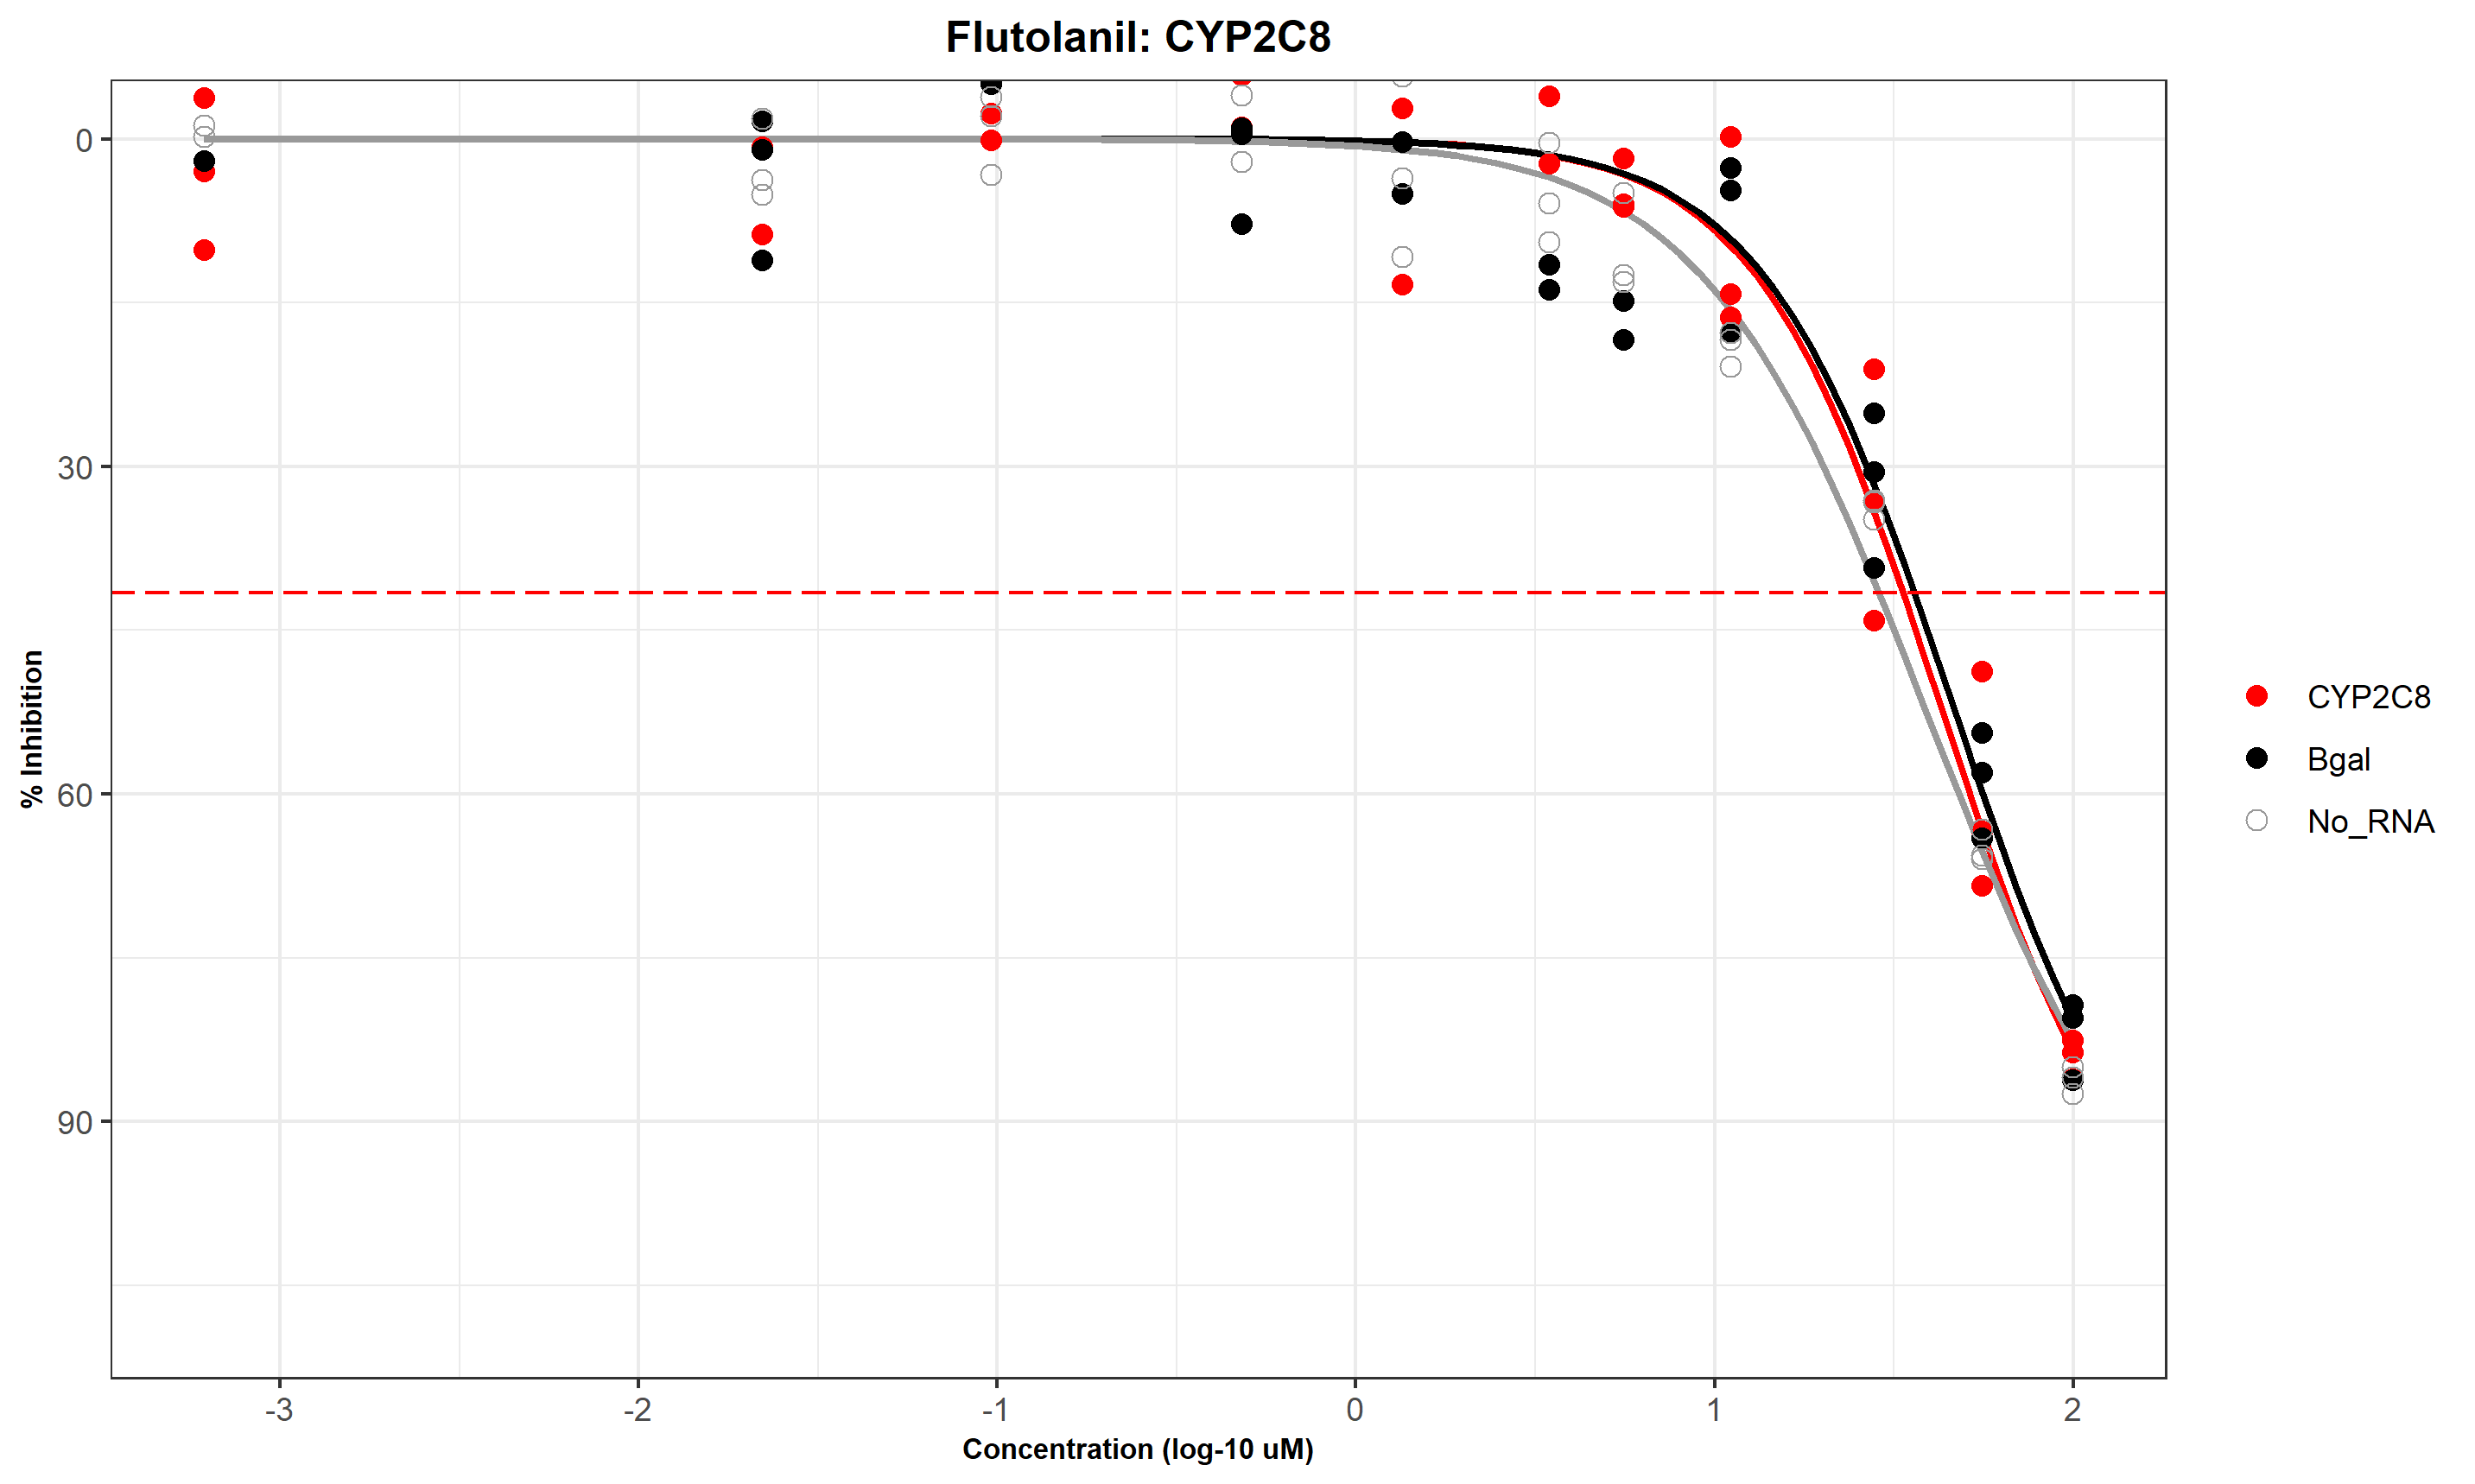 Flutolanil: CYP2C8
0
30
60
90
% Inhibition
-3
-2
-1
0
1
2
Concentration (log-10 uM)
CYP2C8
Bgal
No_RNA